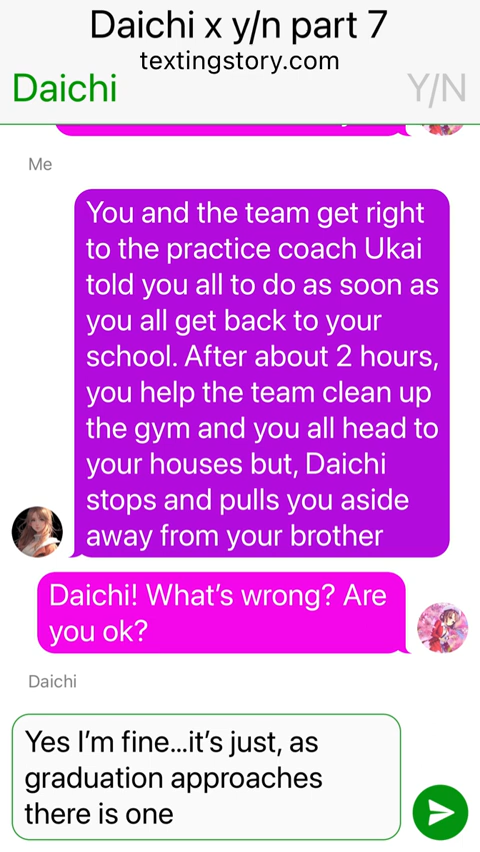 Daichi x y/n part 7
textingstory.com
Daichi
Y/N
Me
You and the team get right
to the practice coach Ukai
told you all to do as soon as
you all get back to your
school. After about 2 hours,
you help the team clean up
the gym and you all head to
your houses but, Daichi
stops and pulls you aside
away from your brother
Daichi! What's wrong? Are
you ok?
Daichi
Yes I'm fine...it's just, as
graduation approaches
there is one